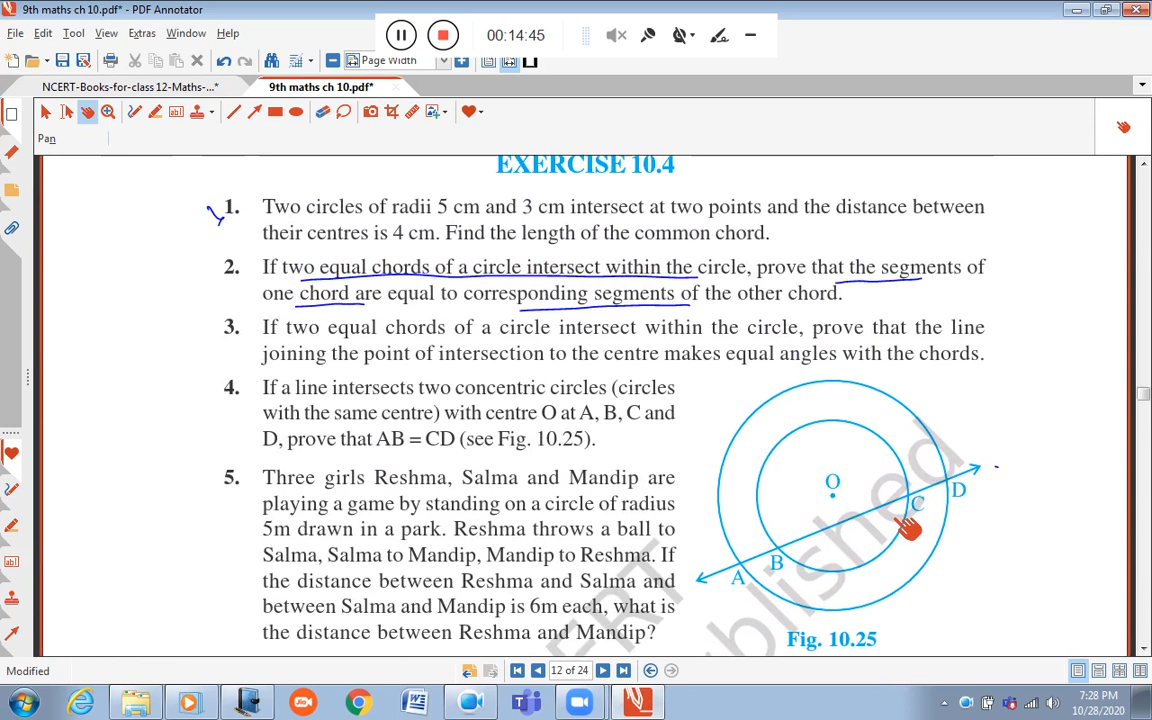 9th maths ch 10.pdf* - PDF Annotator
File Edit Tool View Extras Window Help
00:14:45
Page Width
NCERT-Books-for-class 12-Maths-...* 9th maths ch 10.pdf*
Pan
EXERCISE 10.4
1. Two circles of radii 5 cm and 3 cm intersect at two points and the distance between
their centres is 4 cm. Find the length of the common chord.
2. If two equal chords of a circle intersect within the circle, prove that the segments of
one chord are equal to corresponding segments of the other chord.
3. If two equal chords of a circle intersect within the circle, prove that the line
joining the point of intersection to the centre makes equal angles with the chords.
4. If a line intersects two concentric circles (circles
with the same centre) with centre O at A, B, C and
D, prove that AB = CD (see Fig. 10.25).
5. Three girls Reshma, Salma and Mandip are
playing a game by standing on a circle of radius
5m drawn in a park. Reshma throws a ball to
Salma, Salma to Mandip, Mandip to Reshma. If
the distance between Reshma and Salma and
between Salma and Mandip is 6m each, what is
the distance between Reshma and Mandip?
O
C
D
B
A
Fig. 10.25
Modified
12 of 24
7:28 PM
10/28/2020